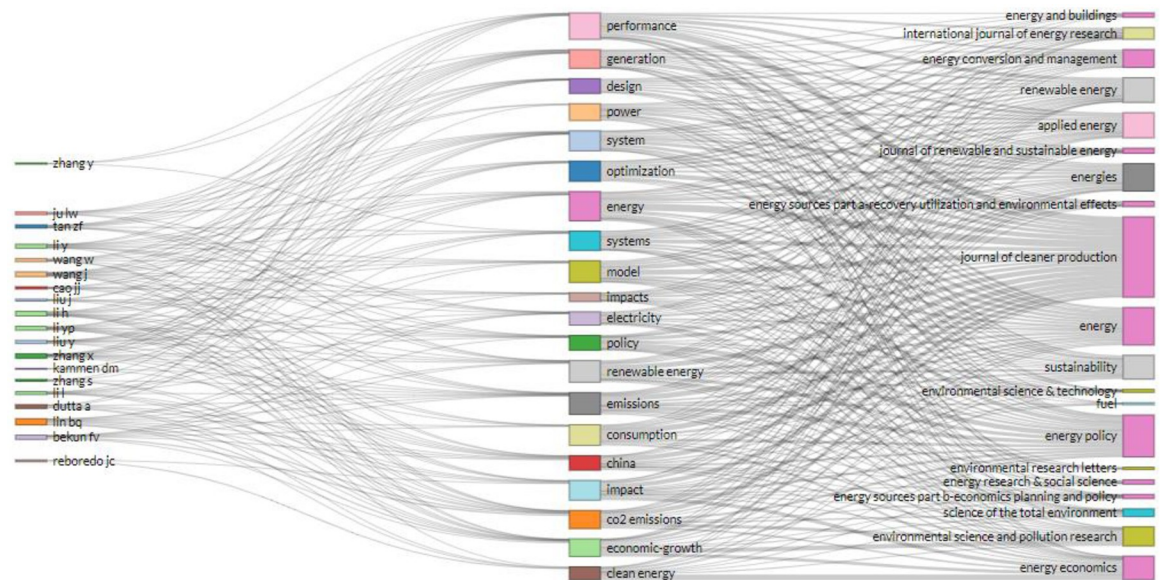 zhang y
ju lw
tan zf
li y
wang w
wang j
cao jj
liu j
li h
li yp
liu y
zhang x
kammen dm
zhang s
li l
dutta a
lin bq
bekun fv
reboredo jc
performance
generation
design
power
system
optimization
energy
systems
model
impacts
electricity
policy
renewable energy
emissions
consumption
china
impact
co2 emissions
economic-growth
clean energy
energy and buildings
international journal of energy research
energy conversion and management
renewable energy
applied energy
journal of renewable and sustainable energy
energies
energy sources part a-recovery utilization and environmental effects
journal of cleaner production
energy
sustainability
environmental science & technology
fuel
energy policy
environmental research letters
energy research & social science
energy sources part b-economics planning and policy
science of the total environment
environmental science and pollution research
energy economics